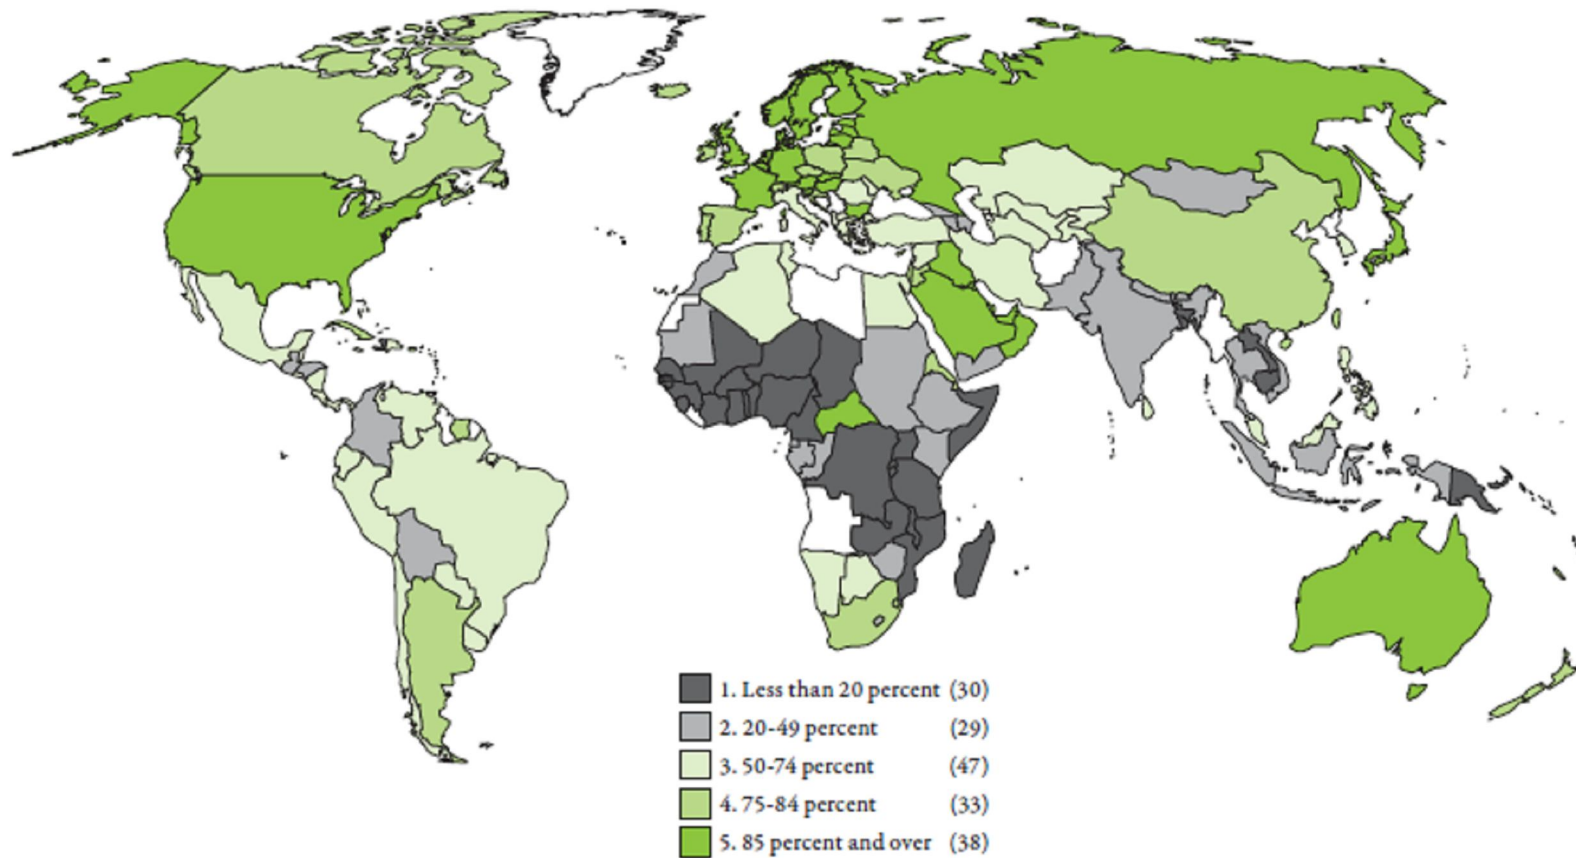 1. Less than 20 percent (30)
2. 20-49 percent (29)
3. 50-74 percent (47)
4. 75-84 percent (33)
5. 85 percent and over (38)